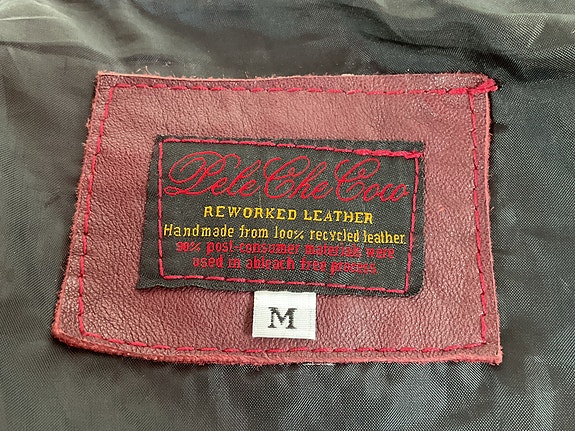 Pele Che Cow
REWORKED LEATHER
Handmade from 100% recycled leather.
90% post-consumer materials were
used in ableach free process.
M